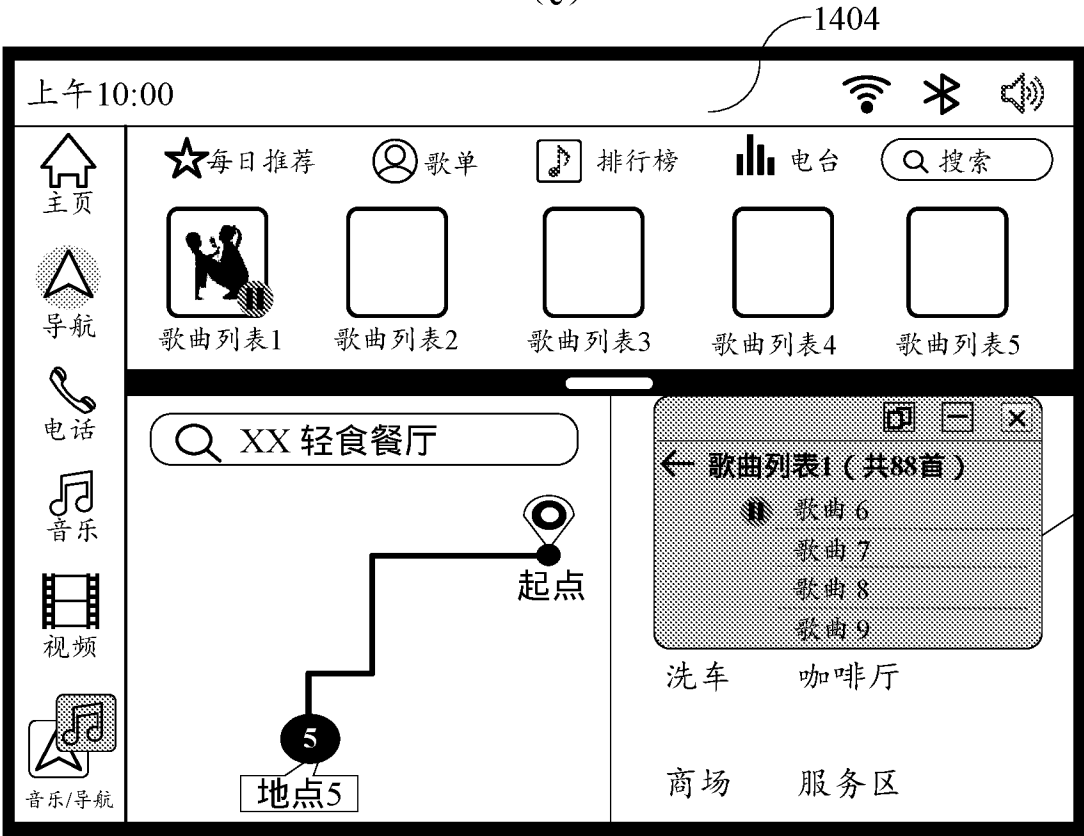 1404
上午10:00
每日推荐 歌单 排行榜 电台 搜索
主页
导航
电话
音乐
视频
音乐/导航
歌曲列表1 歌曲列表2 歌曲列表3 歌曲列表4 歌曲列表5
XX 轻食餐厅
起点
5
地点5
歌曲列表1（共88首）
歌曲 6
歌曲 7
歌曲 8
歌曲 9
洗车 咖啡厅
商场 服务区